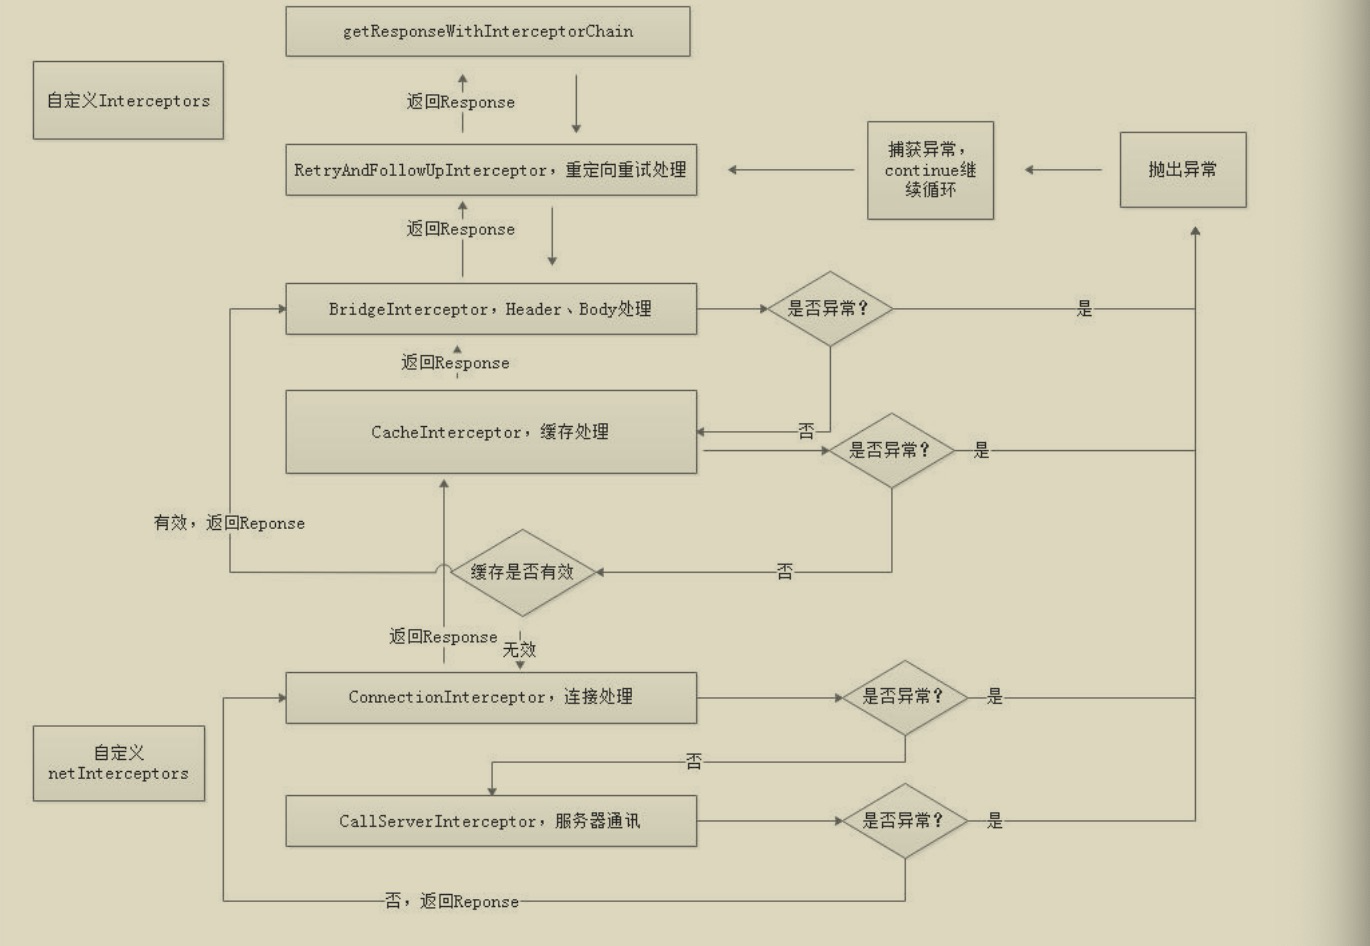 getResponseWithInterceptorChain
自定义Interceptors
返回Response
RetryAndFollowUpInterceptor，重定向重试处理
捕获异常，
continue继
续循环
抛出异常
返回Response
BridgeInterceptor，Header、Body处理
是否异常？
是
返回Response
CacheInterceptor，缓存处理
否
是否异常？
是
有效，返回Reponse
缓存是否有效
否
返回Response
无效
ConnectionInterceptor，连接处理
是否异常？
是
自定义
netInterceptors
否
CallServerInterceptor，服务器通讯
是否异常？
是
否，返回Reponse